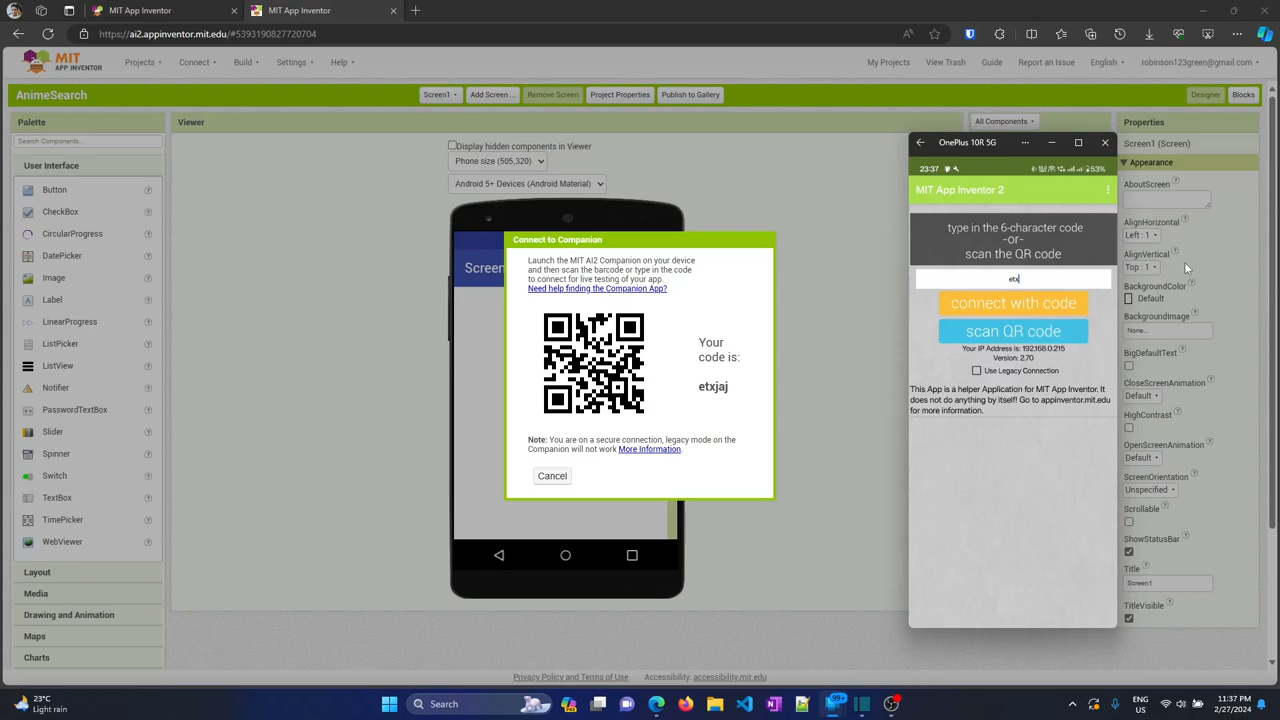 MIT App Inventor
MIT App Inventor
https://ai2.appinventor.mit.edu/#5393190827720704
MIT
APP INVENTOR
Projects
Connect
Build
Settings
Help
My Projects
View Trash
Guide
Report an Issue
English
robinson123green@gmail.com
AnimeSearch
Screen1
Add Screen ...
Remove Screen
Project Properties
Publish to Gallery
Designer
Blocks
Palette
Search Components...
User Interface
Button
CheckBox
CircularProgress
DatePicker
Image
Label
LinearProgress
ListPicker
ListView
Notifier
PasswordTextBox
Slider
Spinner
Switch
TextBox
TimePicker
WebViewer
Layout
Media
Drawing and Animation
Maps
Charts
Viewer
Display hidden components in Viewer
Phone size (505,320)
Android 5+ Devices (Android Material)
Screen
Connect to Companion
Launch the MIT AI2 Companion on your device
and then scan the barcode or type in the code
to connect for live testing of your app.
Need help finding the Companion App?
Your
code is:
etxjaj
Note: You are on a secure connection, legacy mode on the
Companion will not work More Information.
Cancel
All Components
OnePlus 10R 5G
23:37
53%
MIT App Inventor 2
type in the 6-character code
-or-
scan the QR code
etx
connect with code
scan QR code
Your IP Address is: 192.168.0.215
Version: 2.70
Use Legacy Connection
This App is a helper Application for MIT App Inventor. It
does not do anything by itself! Go to appinventor.mit.edu
for more information.
Properties
Screen1 (Screen)
Appearance
AboutScreen
AlignHorizontal
Left : 1
AlignVertical
Top : 1
BackgroundColor
Default
BackgroundImage
None...
BigDefaultText
CloseScreenAnimation
Default
HighContrast
OpenScreenAnimation
Default
ScreenOrientation
Unspecified
Scrollable
ShowStatusBar
Title
Screen1
TitleVisible
Privacy Policy and Terms of Use
Accessibility: accessibility.mit.edu
23°C
Light rain
Search
99+
ENG
US
11:37 PM
2/27/2024